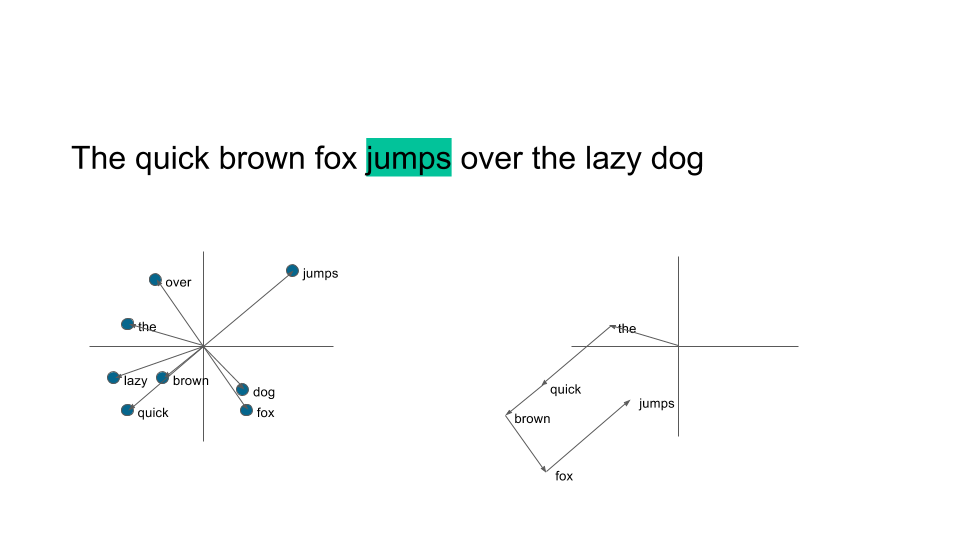 The quick brown fox jumps over the lazy dog
over
jumps
the
lazy
brown
quick
dog
fox
the
quick
brown
jumps
fox